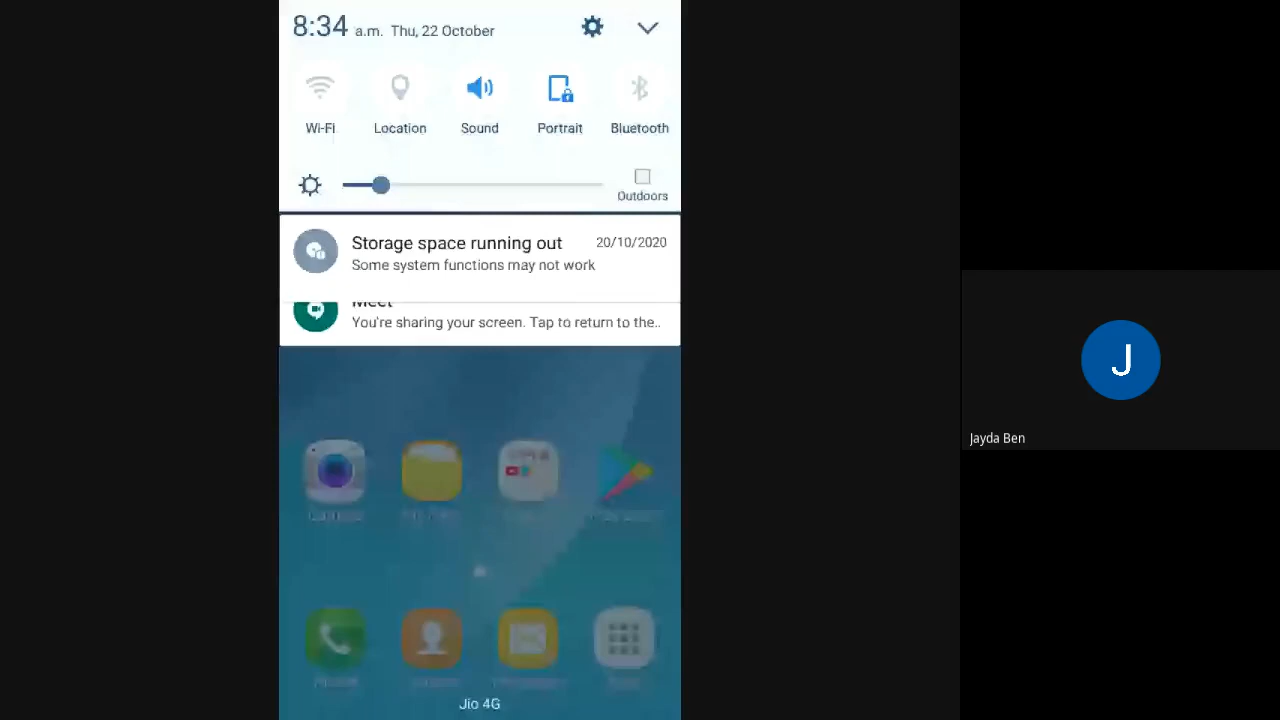 8:34 a.m. Thu, 22 October
Wi-Fi Location Sound Portrait Bluetooth
Outdoors
Storage space running out 20/10/2020
Some system functions may not work
Meet
You're sharing your screen. Tap to return to the..
Jio 4G
J
Jayda Ben